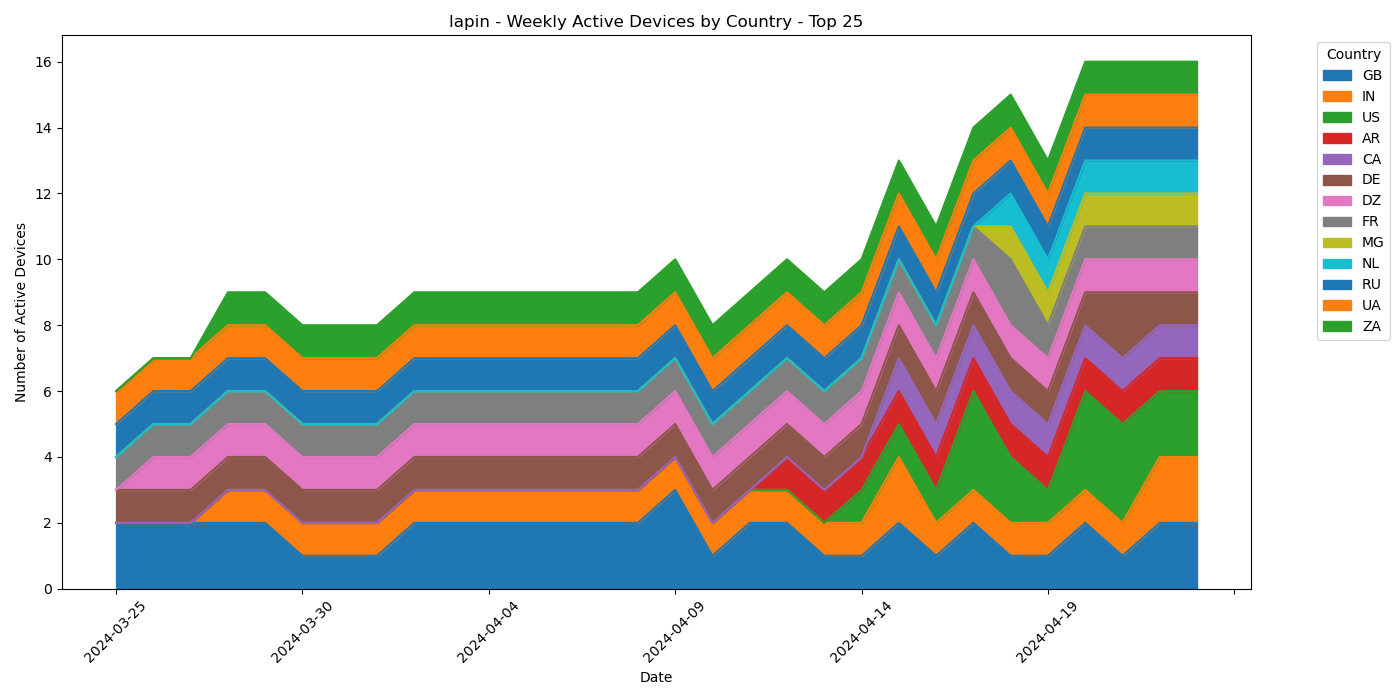 lapin - Weekly Active Devices by Country - Top 25
Number of Active Devices
16
14
12
10
8
6
4
2
0
2024-03-25
2024-03-30
2024-04-04
2024-04-09
2024-04-14
2024-04-19
Date
Country
GB
IN
US
AR
CA
DE
DZ
FR
MG
NL
RU
UA
ZA